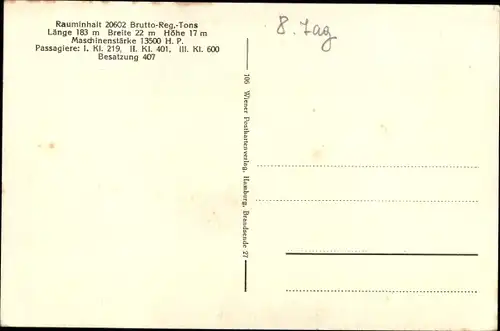 Rauminhalt 20602 Brutto-Reg.-Tons
Länge 183 m Breite 22 m Höhe 17 m
Maschinenstärke 13500 H. P.
Passagiere: I. Kl. 219, II. Kl. 401, III. Kl. 600
Besatzung 407
8. Tag
106 Wiener Postkartenverlag, Hamburg, Brandsende 27